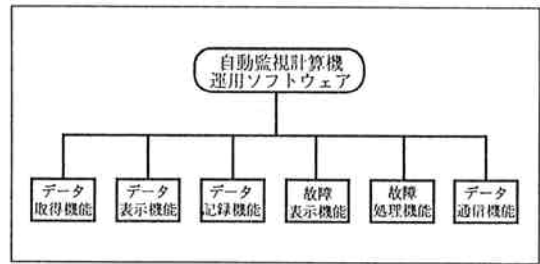 自動監視計算機
運用ソフトウェア
データ
取得機能
データ
表示機能
データ
記録機能
故障
表示機能
故障
処理機能
データ
通信機能